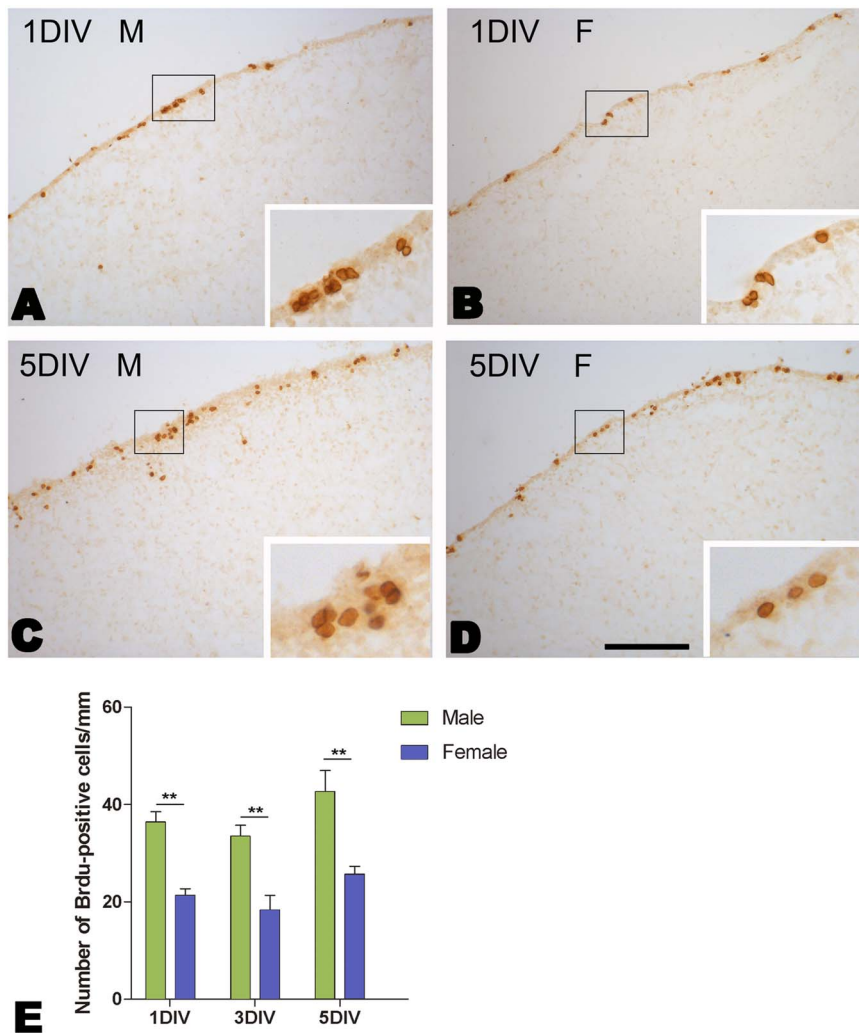 1DIV M
A
1DIV F
B
5DIV M
C
5DIV F
D
Number of Brdu-positive cells/mm
60
40
20
0
**
**
**
1DIV
3DIV
5DIV
Male
Female
E